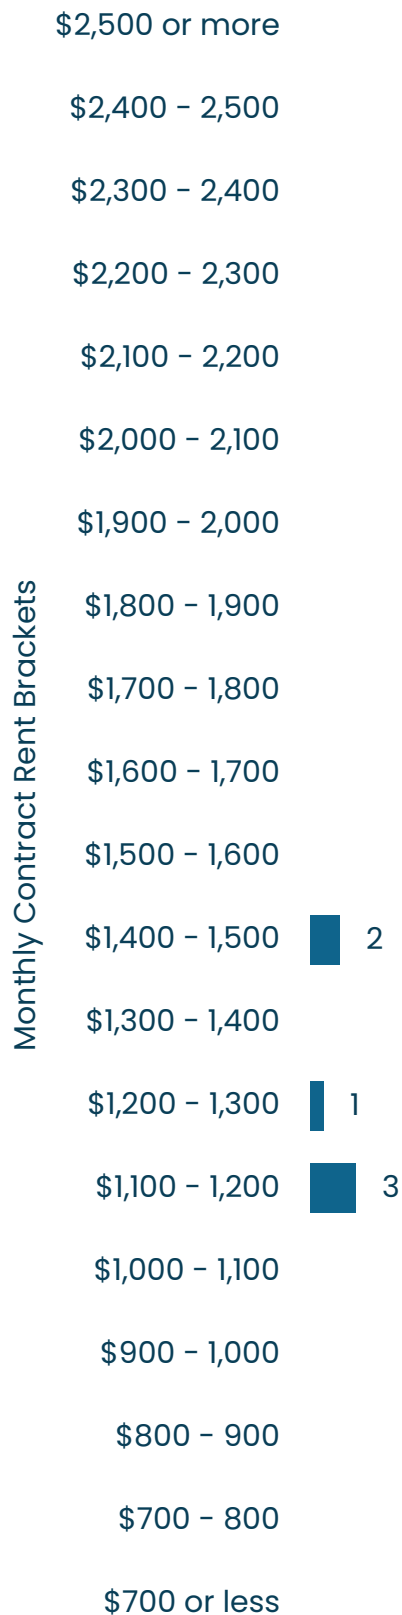 $2,500 or more
$2,400 - 2,500
$2,300 - 2,400
$2,200 - 2,300
$2,100 - 2,200
$2,000 - 2,100
$1,900 - 2,000
Monthly Contract Rent Brackets
$1,800 - 1,900
$1,700 - 1,800
$1,600 - 1,700
$1,500 - 1,600
$1,400 - 1,500 2
$1,300 - 1,400
$1,200 - 1,300 1
$1,100 - 1,200 3
$1,000 - 1,100
$900 - 1,000
$800 - 900
$700 - 800
$700 or less